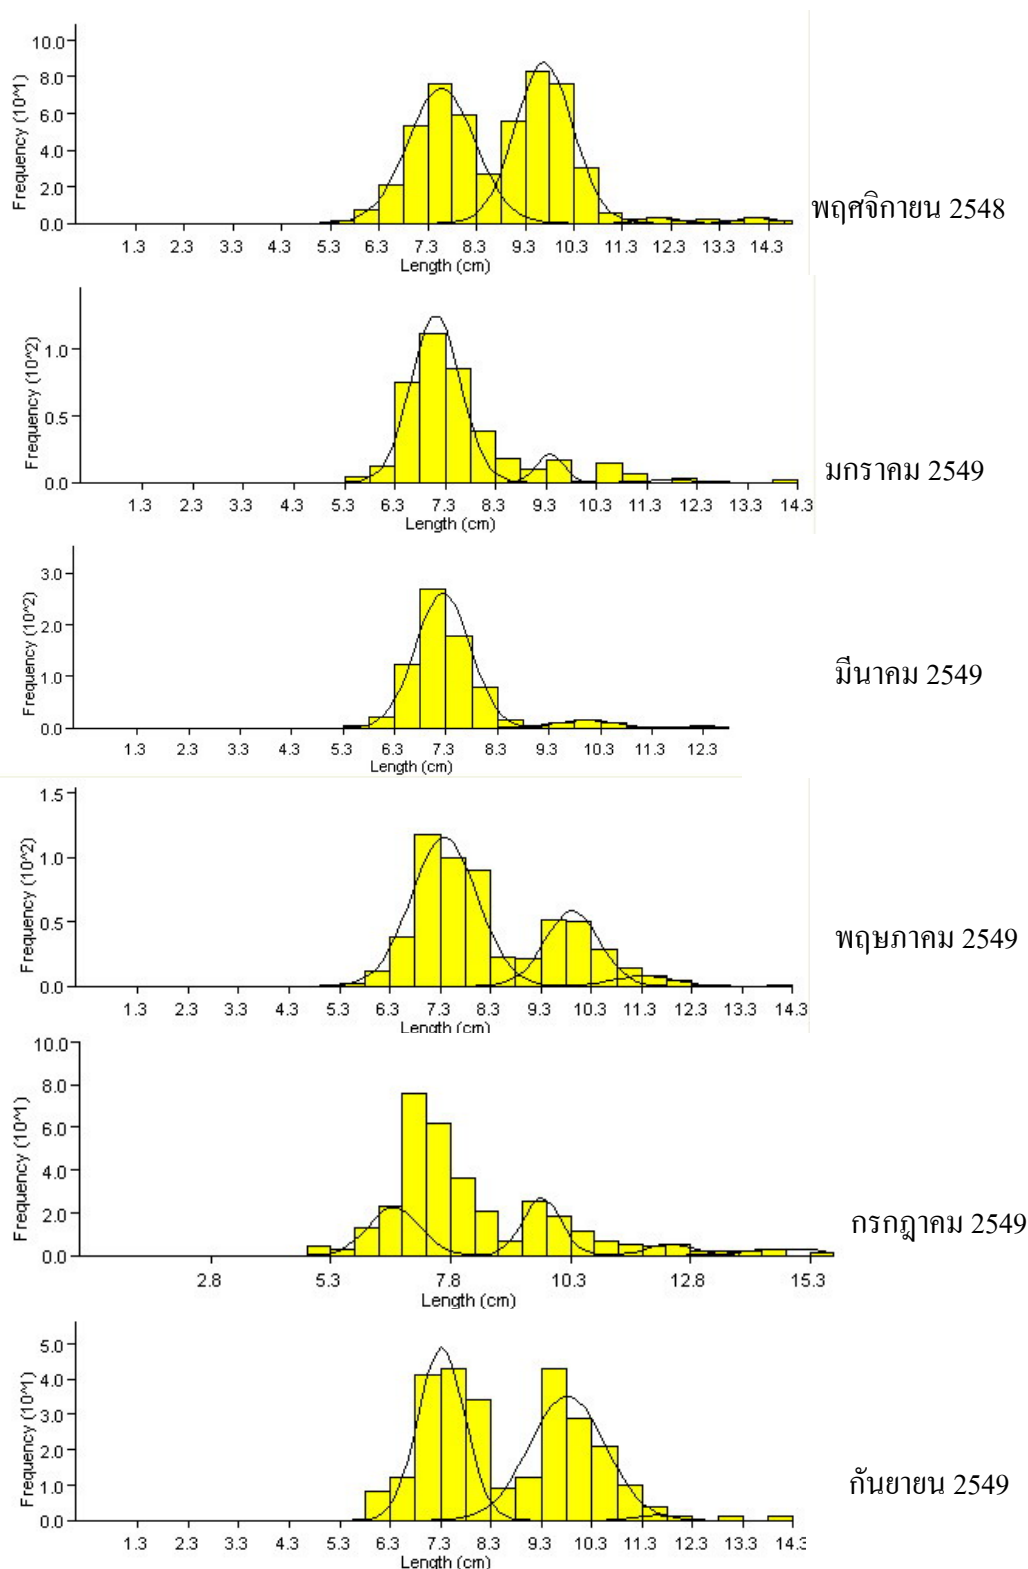 10.0
8.0
6.0
4.0
2.0
0.0
Frequency (10^1)
1.3 2.3 3.3 4.3 5.3 6.3 7.3 8.3 9.3 10.3 11.3 12.3 13.3 14.3
Length (cm)
พฤศจิกายน 2548
1.0
0.5
0.0
Frequency (10^2)
1.3 2.3 3.3 4.3 5.3 6.3 7.3 8.3 9.3 10.3 11.3 12.3 13.3 14.3
Length (cm)
มกราคม 2549
3.0
2.0
1.0
0.0
Frequency (10^2)
1.3 2.3 3.3 4.3 5.3 6.3 7.3 8.3 9.3 10.3 11.3 12.3
Length (cm)
มีนาคม 2549
1.5
1.0
0.5
0.0
Frequency (10^2)
1.3 2.3 3.3 4.3 5.3 6.3 7.3 8.3 9.3 10.3 11.3 12.3 13.3 14.3
Length (cm)
พฤษภาคม 2549
10.0
8.0
6.0
4.0
2.0
0.0
Frequency (10^1)
2.8 5.3 7.8 10.3 12.8 15.3
Length (cm)
กรกฎาคม 2549
5.0
4.0
3.0
2.0
1.0
0.0
Frequency (10^1)
1.3 2.3 3.3 4.3 5.3 6.3 7.3 8.3 9.3 10.3 11.3 12.3 13.3 14.3
Length (cm)
กันยายน 2549